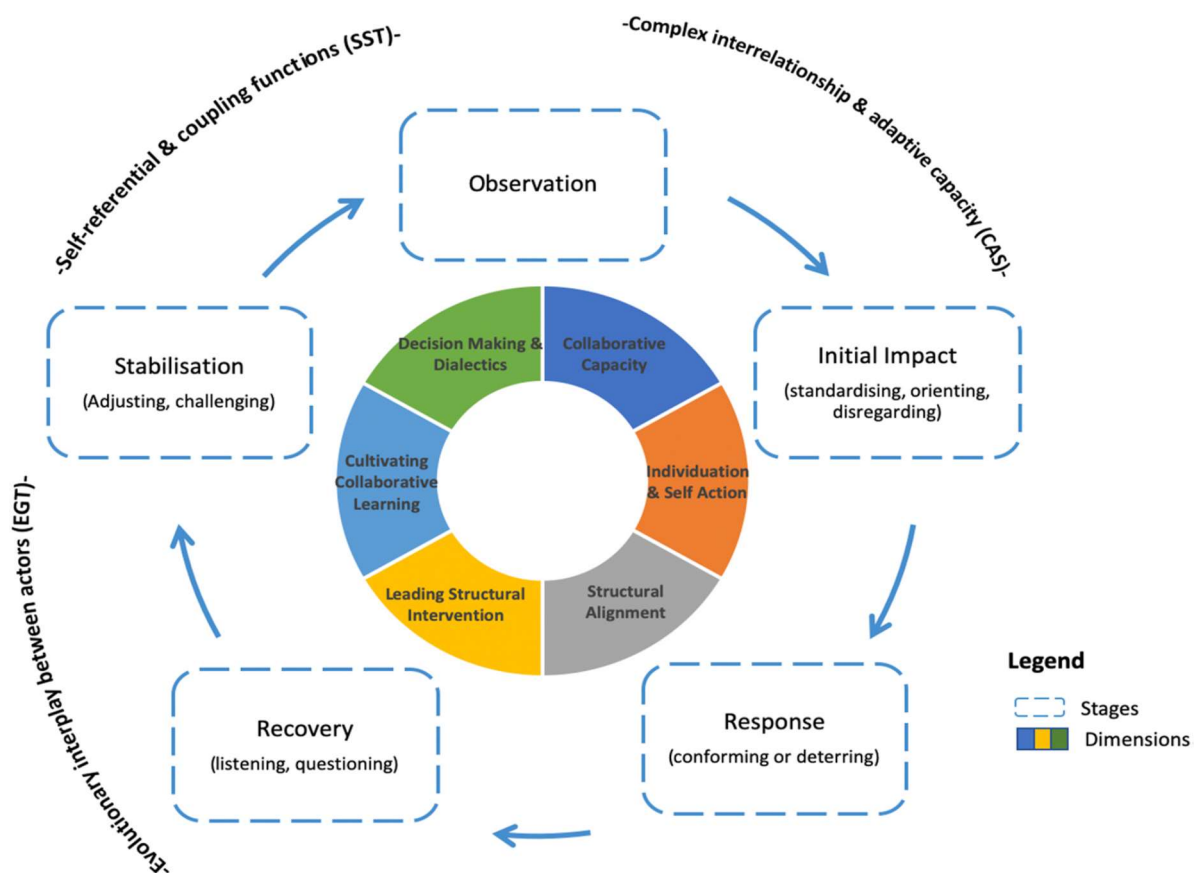 -Self-referential & coupling functions (SST)-
-Complex interrelationship & adaptive capacity (CAS)-
Observation
Stabilisation
(Adjusting, challenging)
Initial Impact
(standardising, orienting,
disregarding)
Decision Making &
Dialectics
Collaborative
Capacity
Cultivating
Collaborative
Learning
Individuation
& Self Action
Leading Structural
Intervention
Structural
Alignment
-Evolutionary interplay between actors (EGT)-
Recovery
(listening, questioning)
Response
(conforming or deterring)
Legend
Stages
Dimensions